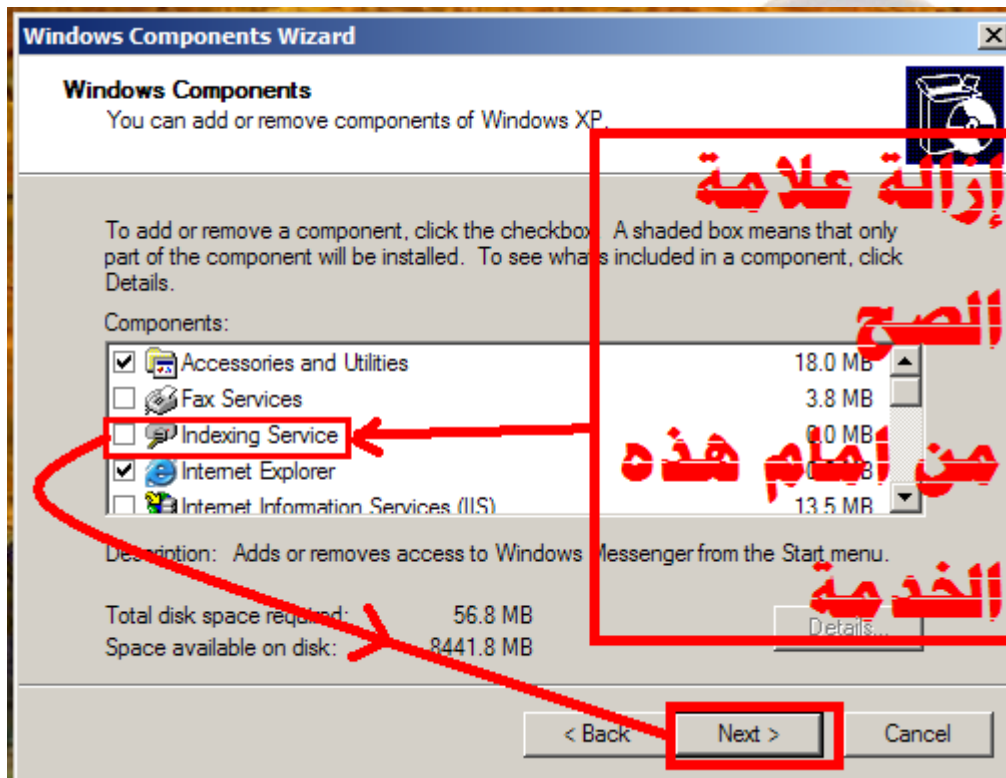 Windows Components Wizard
Windows Components
You can add or remove components of Windows XP.
إزالة علامة
To add or remove a component, click the checkbox. A shaded box means that only
part of the component will be installed. To see what's included in a component, click
Details.
الصح
Components:
Accessories and Utilities 18.0 MB
Fax Services 3.8 MB
Indexing Service 0.0 MB
من امام هذه
Internet Explorer MB
Internet Information Services (IIS) 13.5 MB
Description: Adds or removes access to Windows Messenger from the Start menu.
الخدمة
Total disk space required: 56.8 MB
Details...
Space available on disk: 8441.8 MB
< Back Next > Cancel